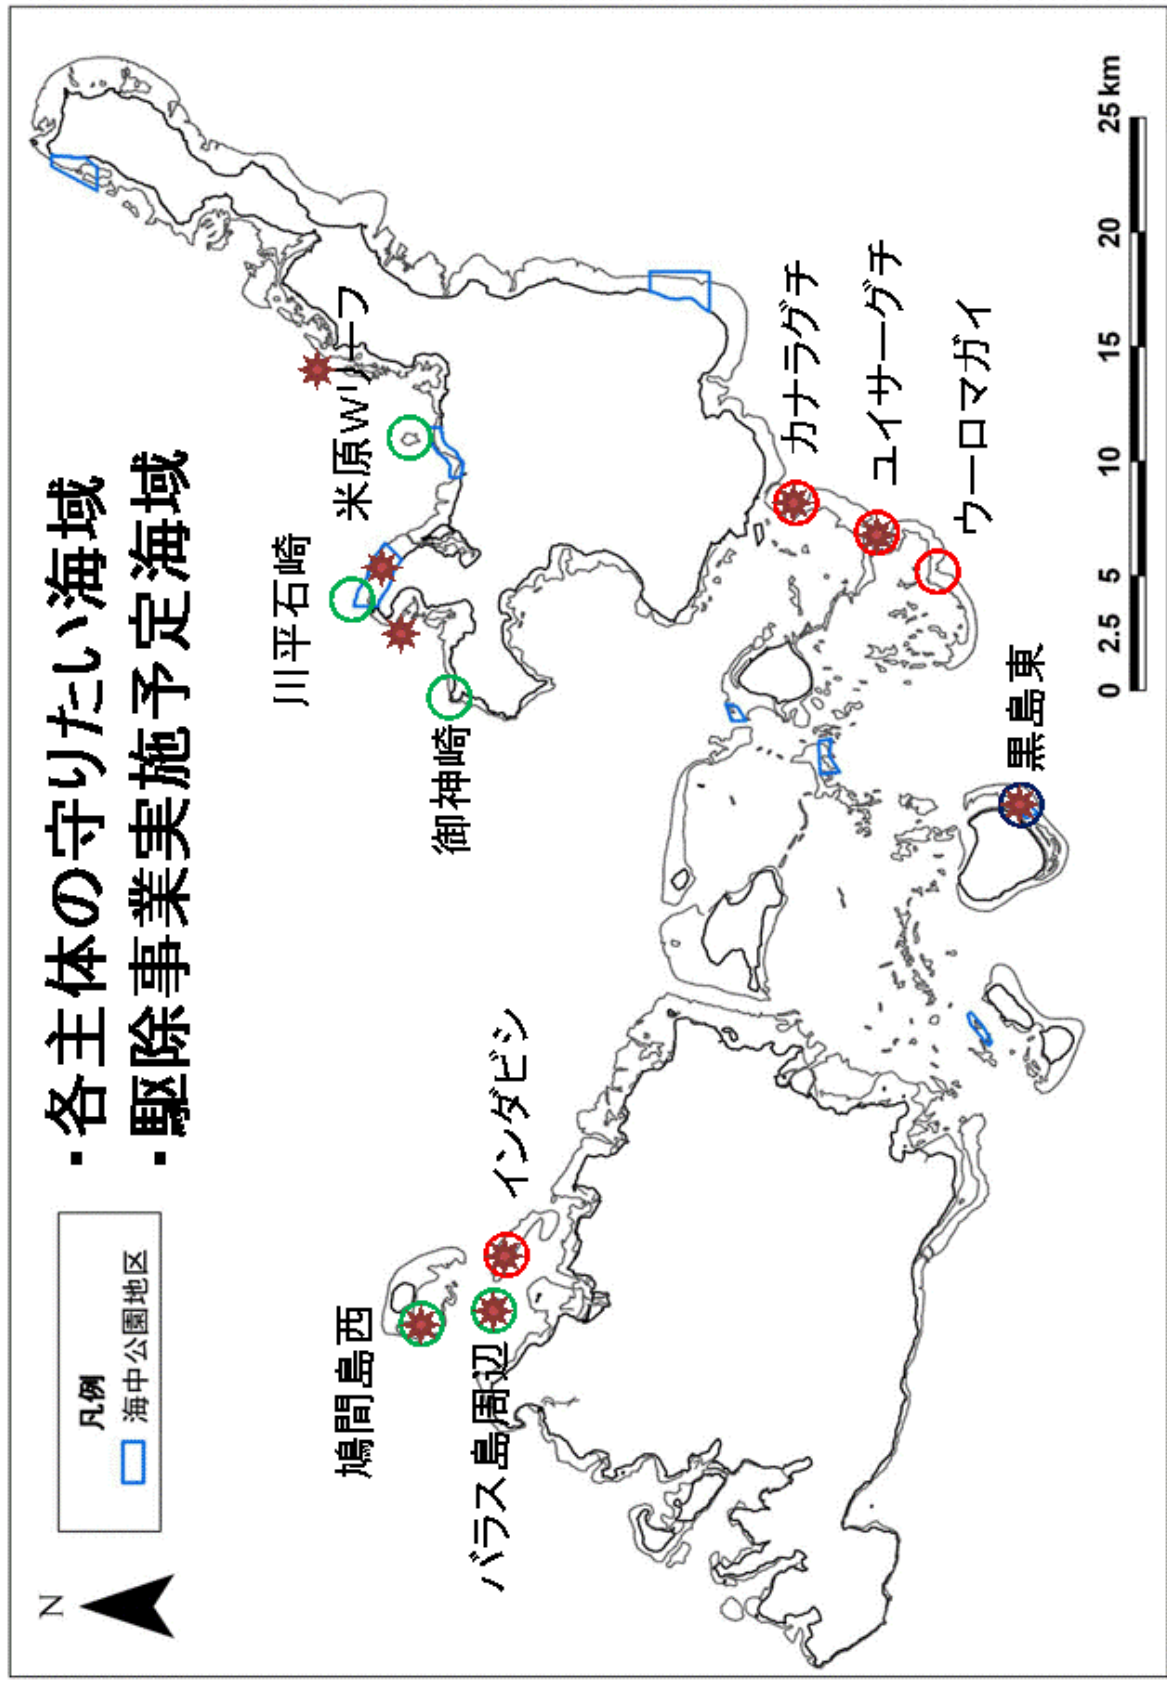 ・各主体の守りたい海域
・駆除事業実施予定海域
N
凡例
海中公園地区
鳩間島西
バラス島周辺
インダビシ
御神崎
川平石崎
米原Wリーフ
カナラグチ
ユイサーグチ
ウーロマガイ
黒島東
0 2.5 5 10 15 20 25 km